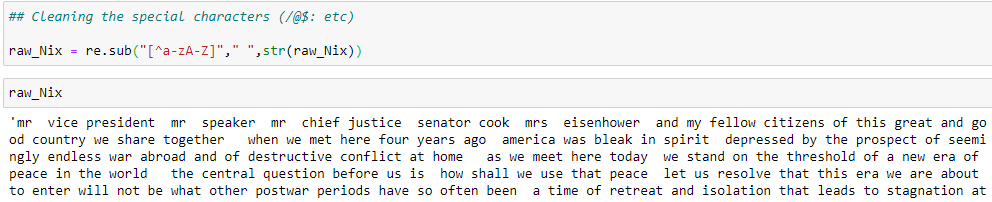 ## Cleaning the special characters (/@$: etc)
raw_Nix = re.sub("[^a-zA-Z]"," ",str(raw_Nix))
raw_Nix
'mr  vice president  mr  speaker  mr  chief justice  senator cook  mrs  eisenhower  and my fellow citizens of this great and go
od country we share together   when we met here four years ago  america was bleak in spirit  depressed by the prospect of seemi
ngly endless war abroad and of destructive conflict at home   as we meet here today  we stand on the threshold of a new era of
peace in the world   the central question before us is  how shall we use that peace  let us resolve that this era we are about
to enter will not be what other postwar periods have so often been  a time of retreat and isolation that leads to stagnation at